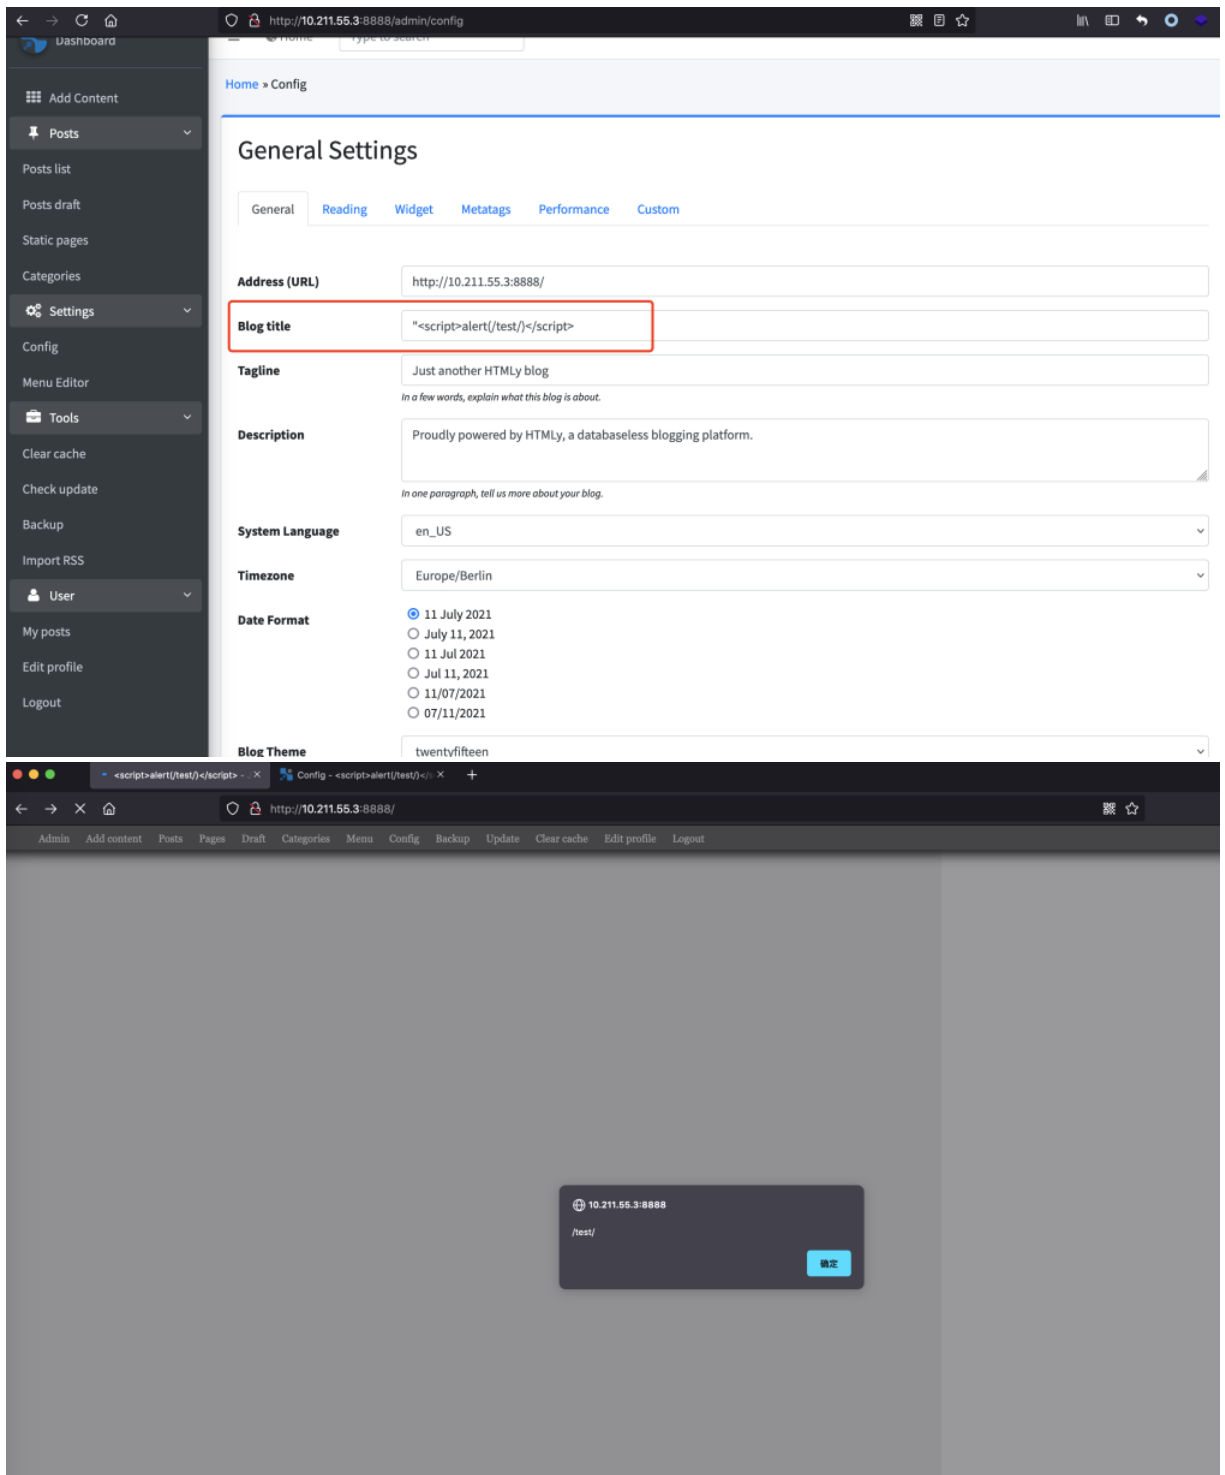 http://10.211.55.3:8888/admin/config
Dashboard
Home
Type to search
Home » Config
Add Content
Posts
Posts list
Posts draft
Static pages
Categories
Settings
Config
Menu Editor
Tools
Clear cache
Check update
Backup
Import RSS
User
My posts
Edit profile
Logout
General Settings
General Reading Widget Metatags Performance Custom
Address (URL) http://10.211.55.3:8888/
Blog title "<script>alert(/test/)</script>
Tagline Just another HTMLy blog
In a few words, explain what this blog is about.
Description Proudly powered by HTMLy, a databaseless blogging platform.
In one paragraph, tell us more about your blog.
System Language en_US
Timezone Europe/Berlin
Date Format 11 July 2021
July 11, 2021
11 Jul 2021
Jul 11, 2021
11/07/2021
07/11/2021
Blog Theme twentyfifteen
<script>alert(/test/)</script> - Config - <script>alert(/test/)</
http://10.211.55.3:8888/
Admin Add content Posts Pages Draft Categories Menu Config Backup Update Clear cache Edit profile Logout
10.211.55.3:8888
/test/
确定